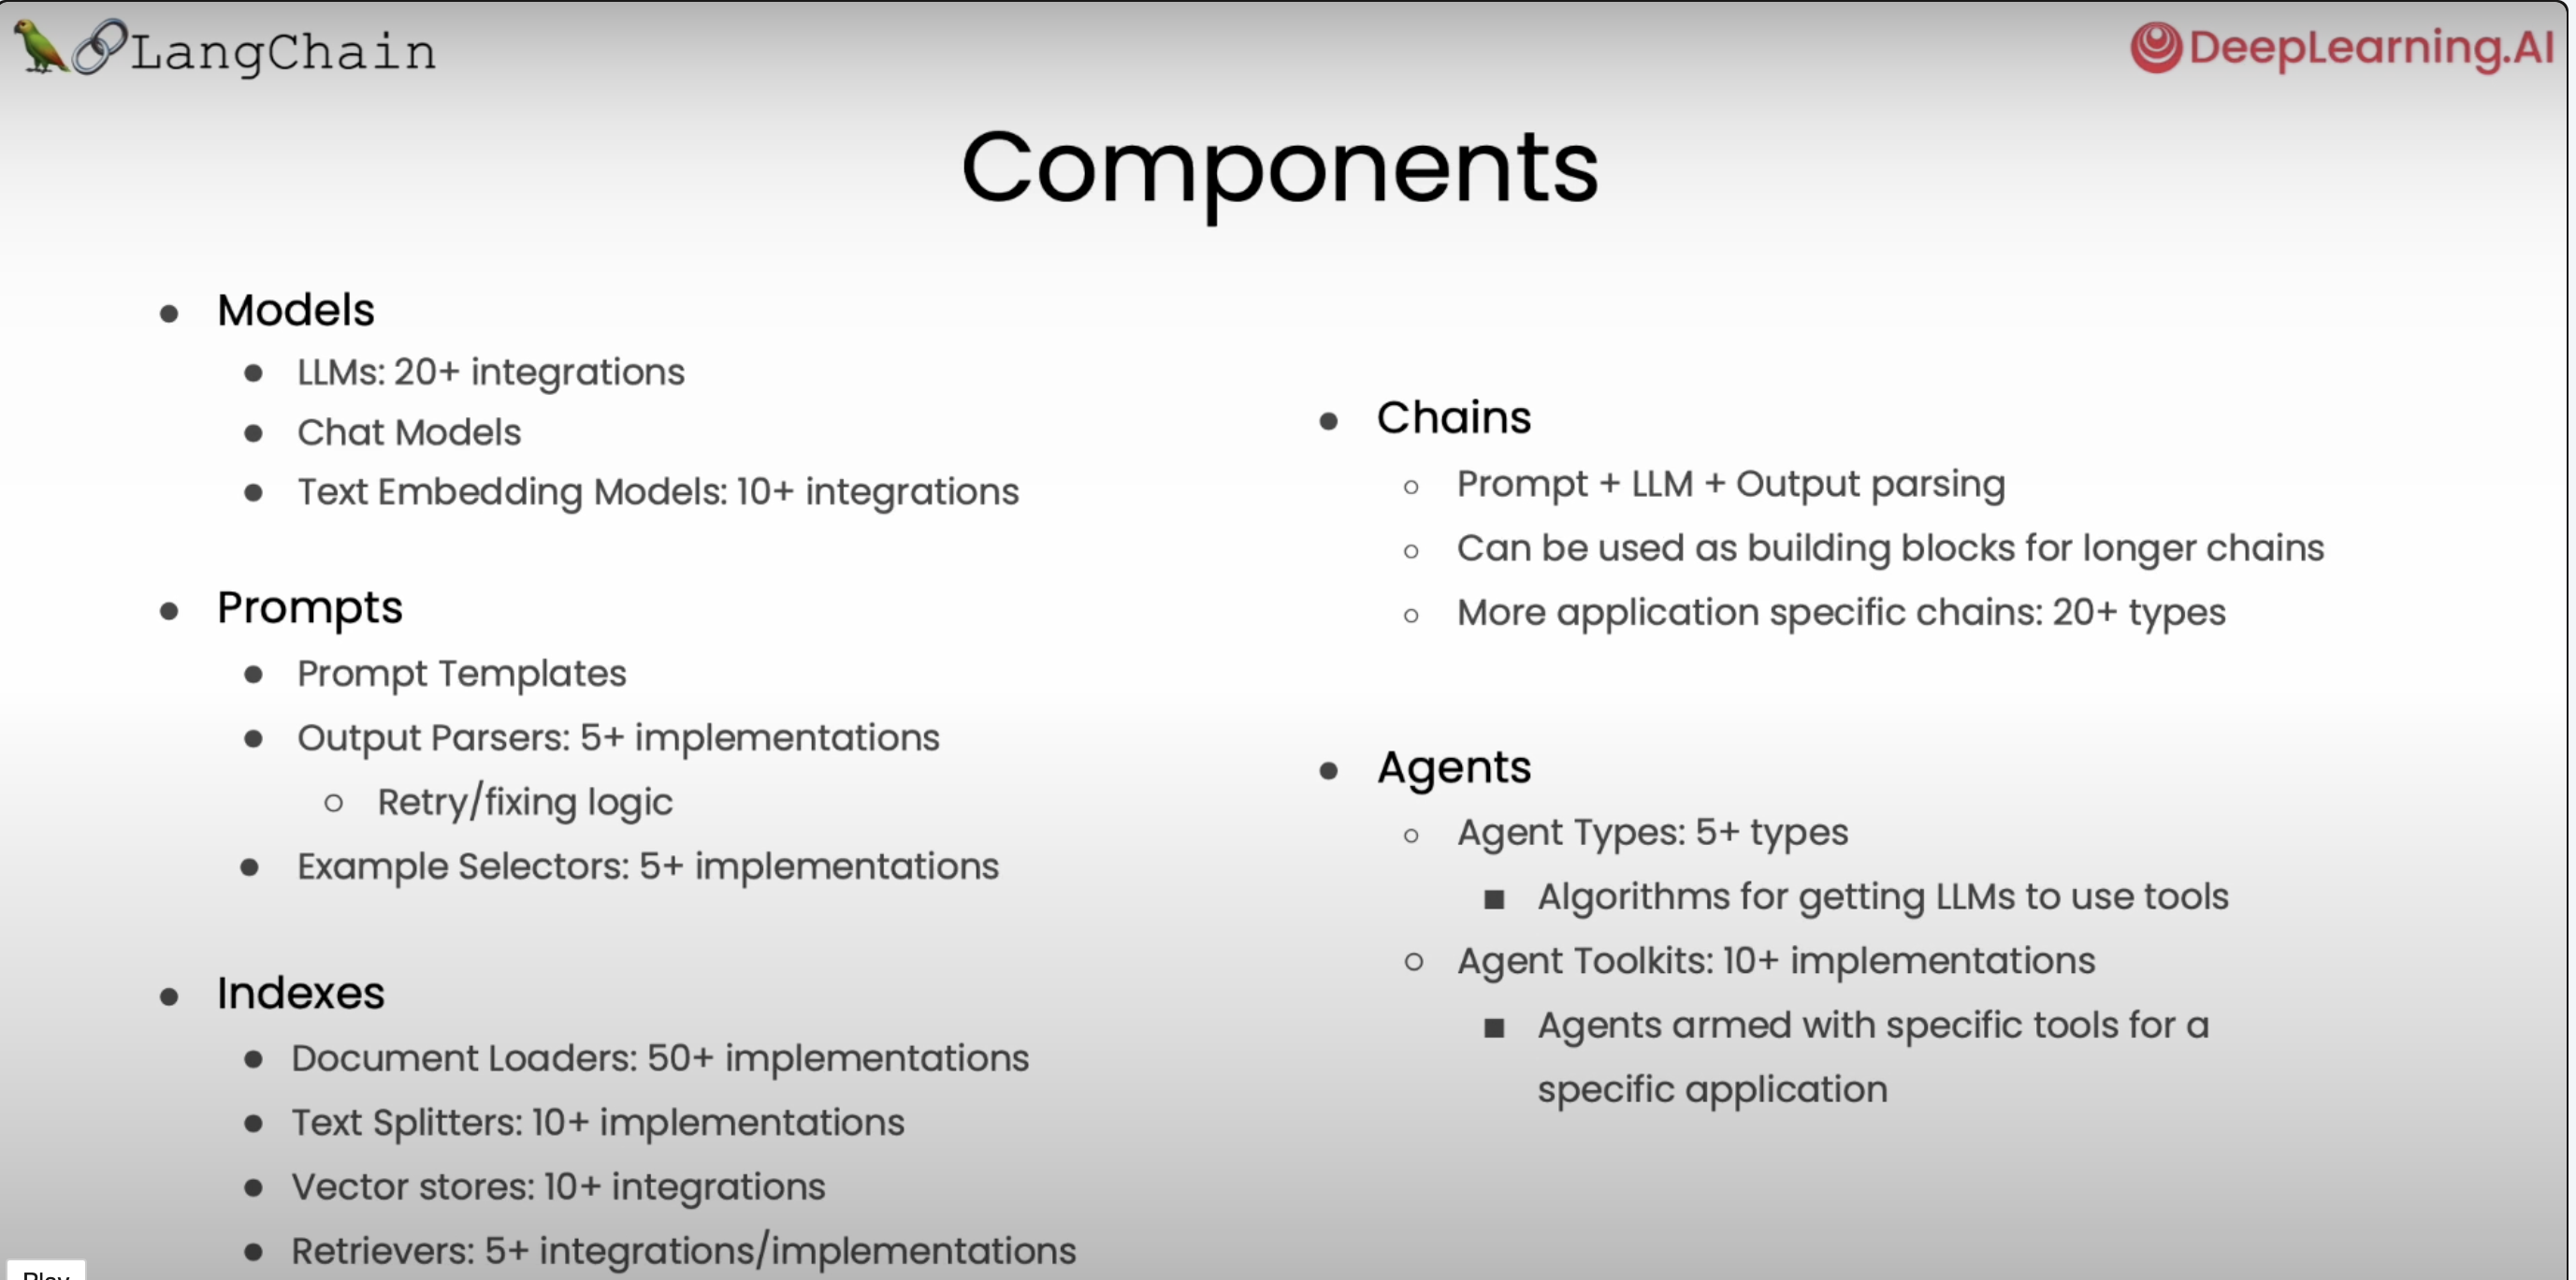 LangChain
DeepLearning.AI
Components
Models
LLMs: 20+ integrations
Chat Models
Text Embedding Models: 10+ integrations
Prompts
Prompt Templates
Output Parsers: 5+ implementations
Retry/fixing logic
Example Selectors: 5+ implementations
Indexes
Document Loaders: 50+ implementations
Text Splitters: 10+ implementations
Vector stores: 10+ integrations
Retrievers: 5+ integrations/implementations
Chains
Prompt + LLM + Output parsing
Can be used as building blocks for longer chains
More application specific chains: 20+ types
Agents
Agent Types: 5+ types
Algorithms for getting LLMs to use tools
Agent Toolkits: 10+ implementations
Agents armed with specific tools for a
specific application
Play